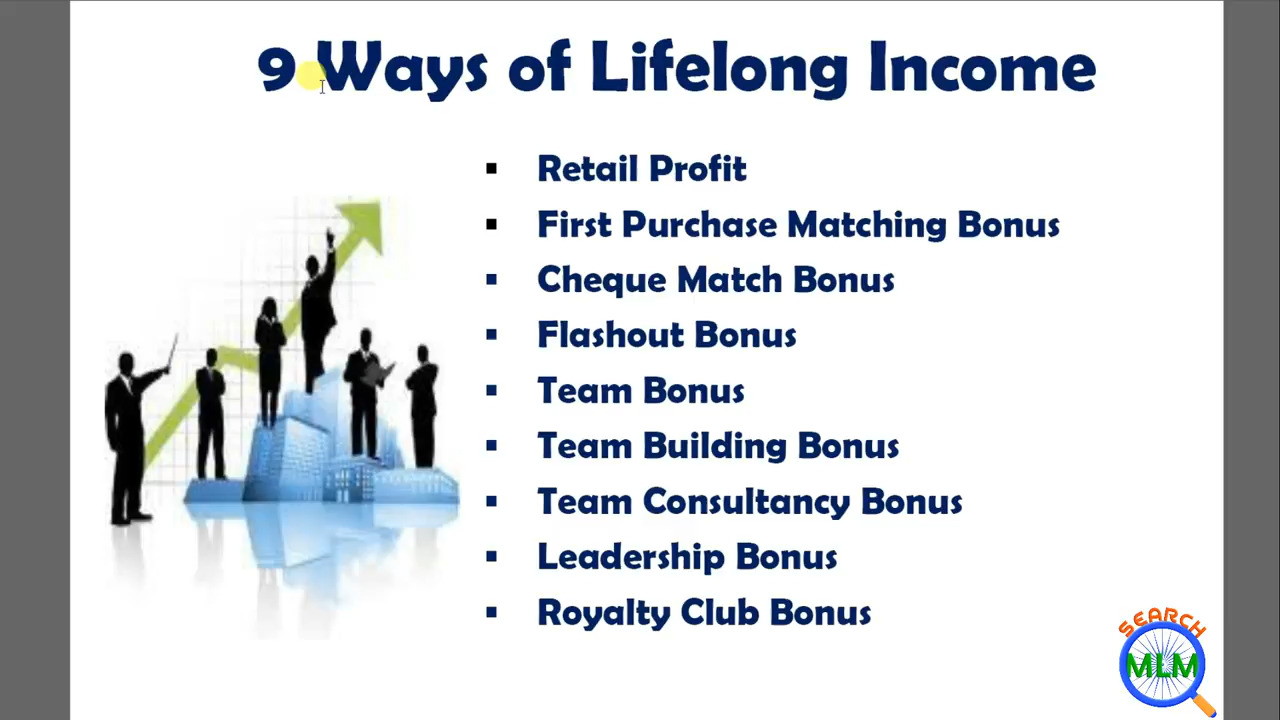 9 Ways of Lifelong Income
Retail Profit
First Purchase Matching Bonus
Cheque Match Bonus
Flashout Bonus
Team Bonus
Team Building Bonus
Team Consultancy Bonus
Leadership Bonus
Royalty Club Bonus
SEARCH
MLM